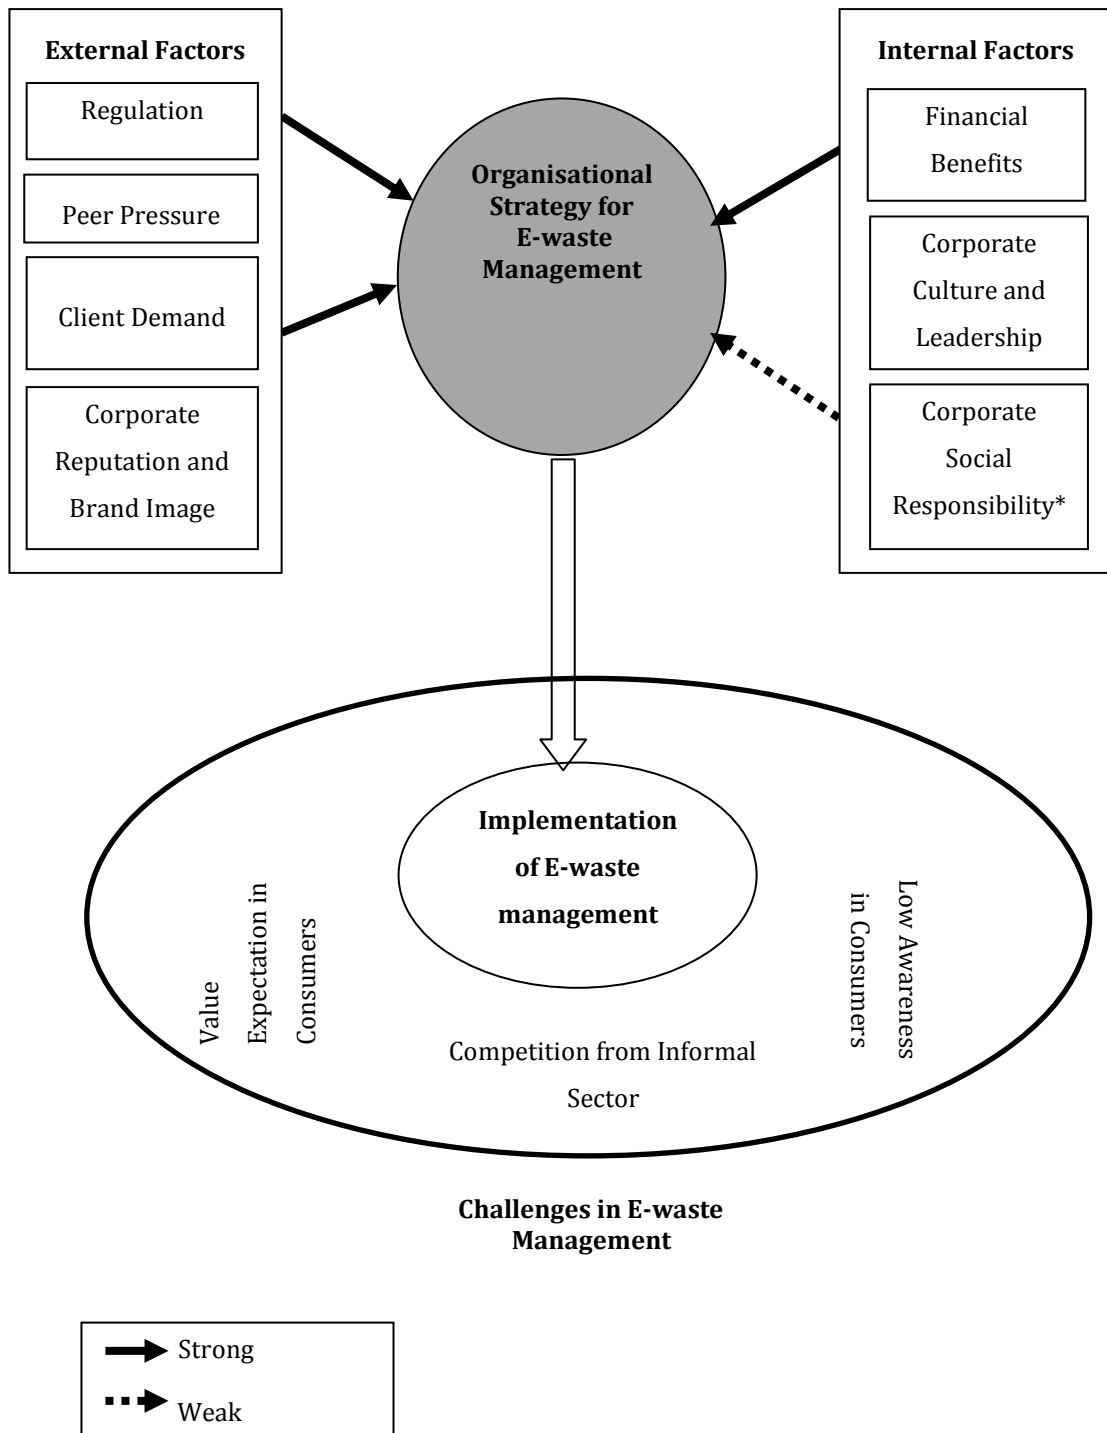 External Factors
Regulation
Peer Pressure
Client Demand
Corporate
Reputation and
Brand Image
Organisational
Strategy for
E-waste
Management
Internal Factors
Financial
Benefits
Corporate
Culture and
Leadership
Corporate
Social
Responsibility*
Implementation
of E-waste
management
Value
Expectation in
Consumers
Competition from Informal
Sector
Low Awareness
in Consumers
Challenges in E-waste
Management
Strong
Weak